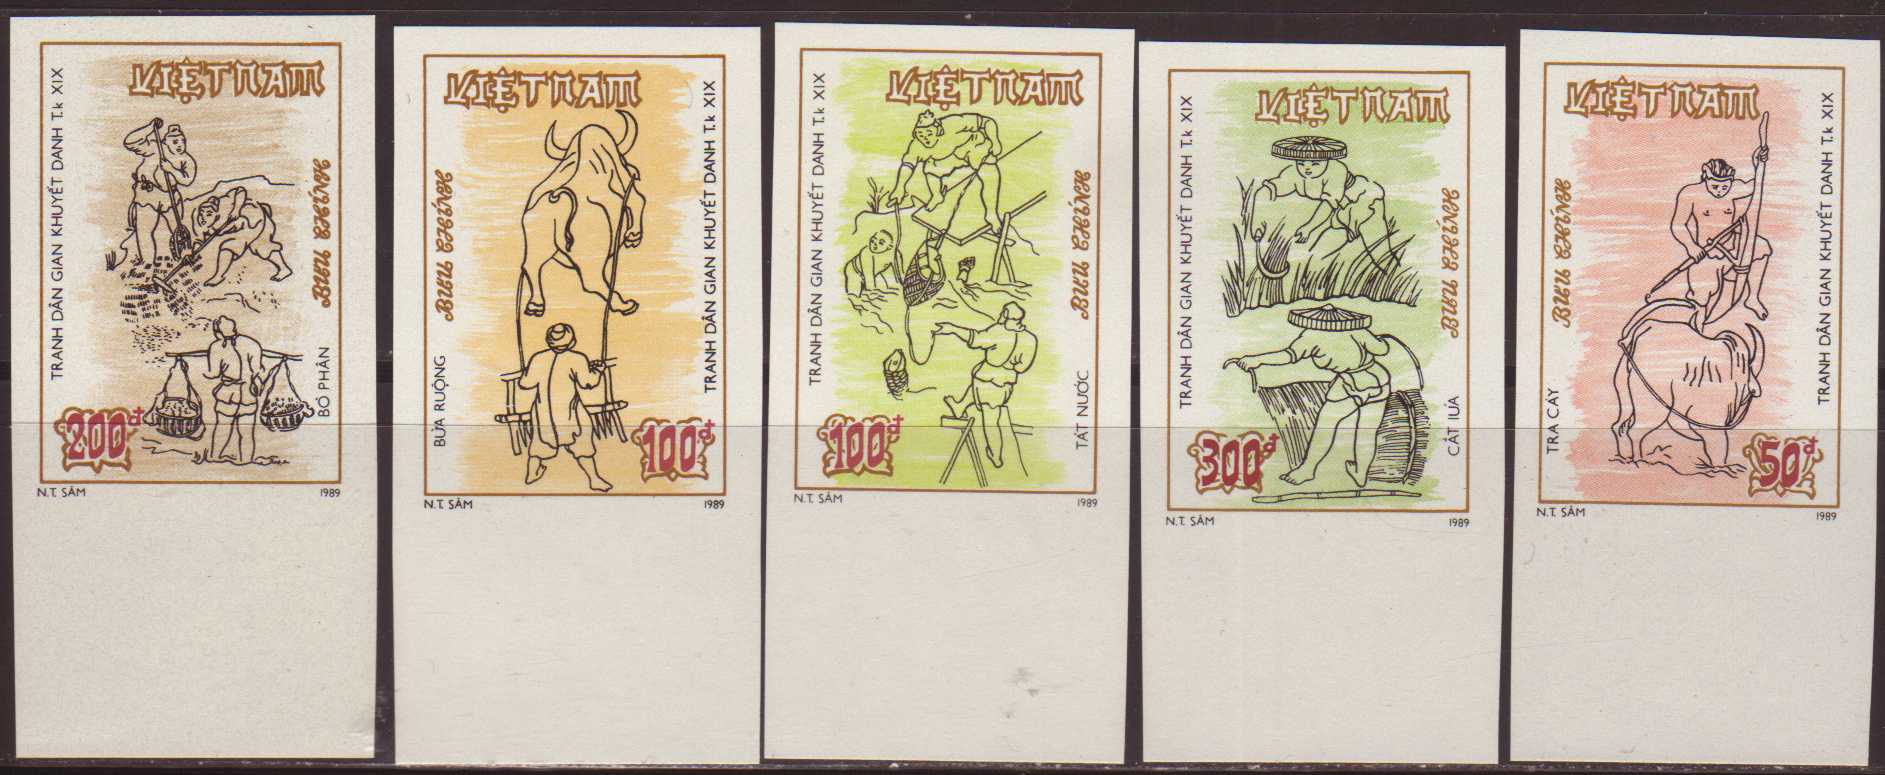 VIỆTNAM
TRANH DÂN GIAN KHUYẾT DANH T.k XIX
BƯU CHÍNH
BỎ PHÂN
200đ
N.T. SÂM
1989
VIỆTNAM
BƯU CHÍNH
TRANH DÂN GIAN KHUYẾT DANH T.k XIX
BỪA RUỘNG
100đ
N.T. SÂM
1989
VIỆTNAM
TRANH DÂN GIAN KHUYẾT DANH T.k XIX
BƯU CHÍNH
TÁT NƯỚC
100đ
N.T. SÂM
1989
VIỆTNAM
TRANH DÂN GIAN KHUYẾT DANH T.k XIX
BƯU CHÍNH
CẮT LÚA
300đ
N.T. SÂM
1989
VIỆTNAM
BƯU CHÍNH
TRANH DÂN GIAN KHUYẾT DANH T.k XIX
TRA CÀY
50đ
N.T. SÂM
1989